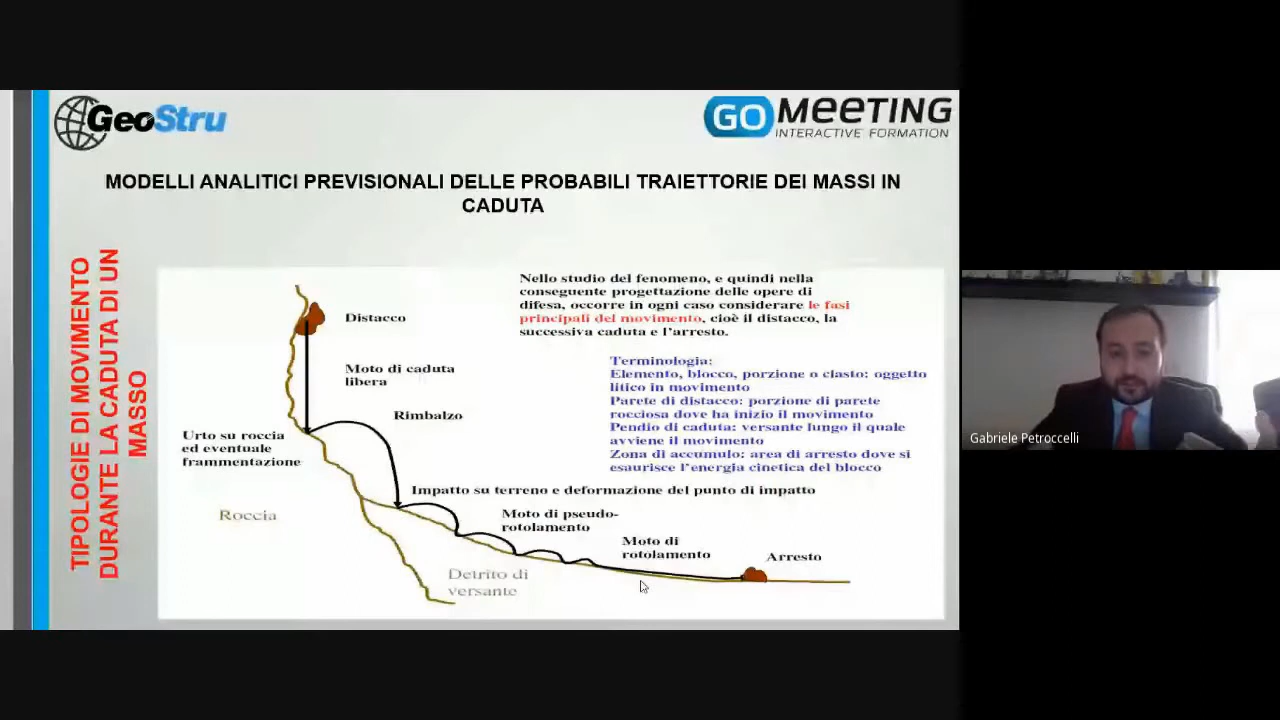 GeoStru
GO MEETING
INTERACTIVE FORMATION
MODELLI ANALITICI PREVISIONALI DELLE PROBABILI TRAIETTORIE DEI MASSI IN
CADUTA
TIPOLOGIE DI MOVIMENTO
DURANTE LA CADUTA DI UN
MASSO
Nello studio del fenomeno, e quindi nella
conseguente progettazione delle opere di
difesa, occorre in ogni caso considerare le fasi
principali del movimento, cioè il distacco, la
successiva caduta e l'arresto.
Distacco
Moto di caduta
libera
Rimbalzo
Terminologia:
Elemento, blocco, porzione o clasto: oggetto
litico in movimento
Parete di distacco: porzione di parete
rocciosa dove ha inizio il movimento
Pendio di caduta: versante lungo il quale
avviene il movimento
Zona di accumulo: area di arresto dove si
esaurisce l'energia cinetica del blocco
Urto su roccia
ed eventuale
frammentazione
Impatto su terreno e deformazione del punto di impatto
Roccia
Moto di pseudo-
rotolamento
Moto di
rotolamento
Arresto
Detrito di
versante
Gabriele Petroccelli